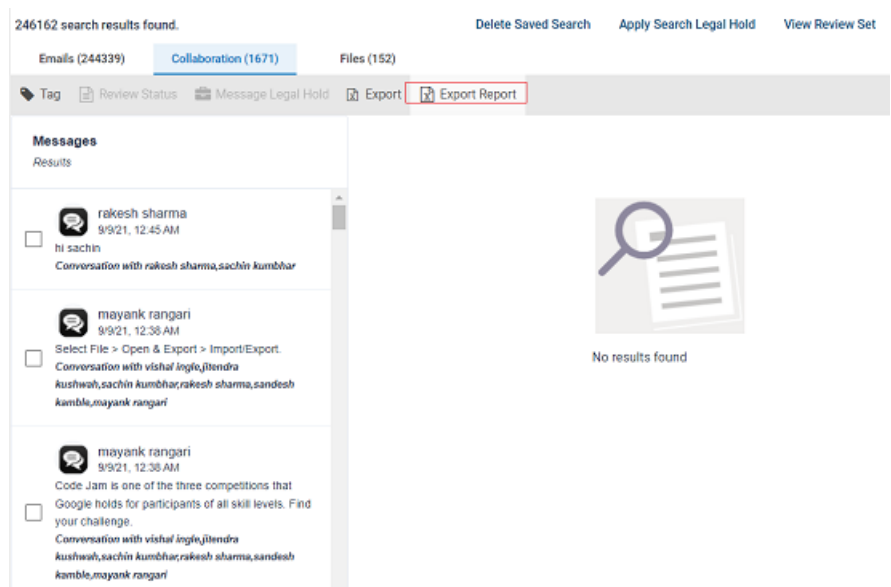 246162 search results found.
Delete Saved Search Apply Search Legal Hold View Review Set
Emails (244339) Collaboration (1671) Files (152)
Tag Review Status Message Legal Hold Export Export Report
Messages
Results
rakesh sharma
9/9/21, 12:45 AM
hi sachin
Conversation with rakesh sharma,sachin kumbhar
mayank rangari
9/9/21, 12:38 AM
Select File > Open & Export > Import/Export.
Conversation with vishal ingle,jitendra
kushwah,sachin kumbhar,rakesh sharma,sandesh
kamble,mayank rangari
mayank rangari
9/9/21, 12:38 AM
Code Jam is one of the three competitions that
Google holds for participants of all skill levels. Find
your challenge.
Conversation with vishal ingle,jitendra
kushwah,sachin kumbhar,rakesh sharma,sandesh
kamble,mayank rangari
No results found